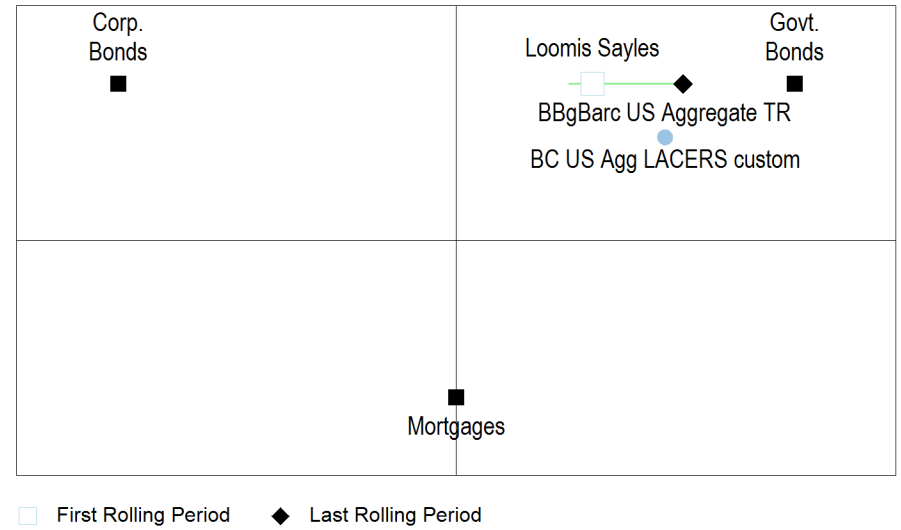 Corp.
Bonds
Govt.
Bonds
Loomis Sayles
BBgBarc US Aggregate TR
BC US Agg LACERS custom
Mortgages
First Rolling Period
Last Rolling Period